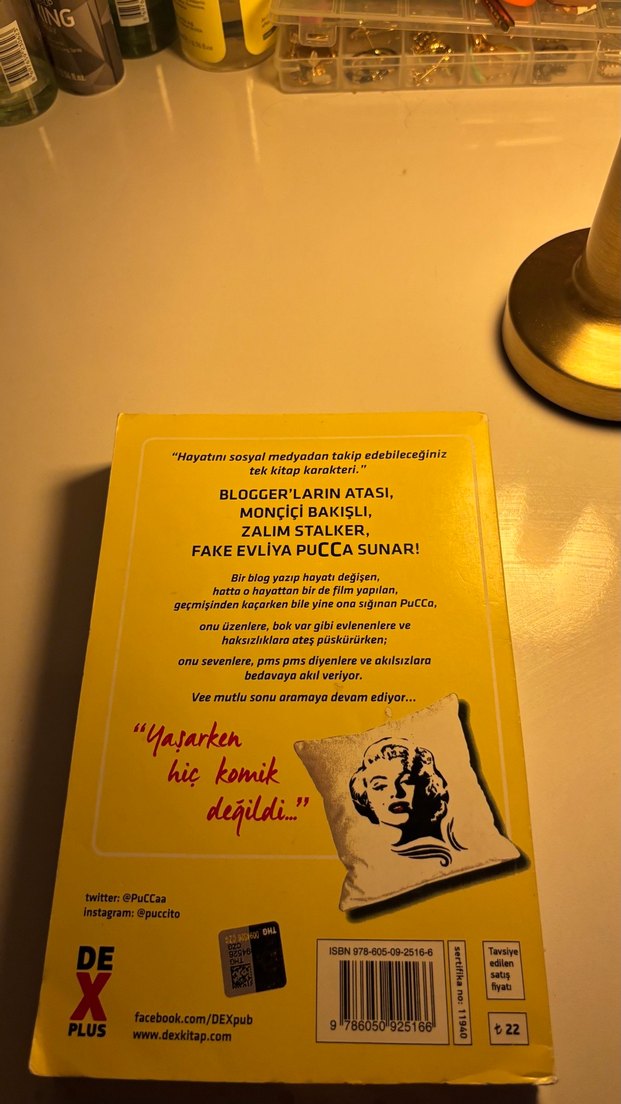 “Hayatını sosyal medyadan takip edebileceğiniz
tek kitap karakteri.”
BLOGGER’LARIN ATASI,
MONÇİÇİ BAKIŞLI,
ZALIM STALKER,
FAKE EVLİYA PUCCA SUNAR!
Bir blog yazıp hayatı değişen,
hatta o hayattan bir de film yapılan,
geçmişinden kaçarken bile yine ona sığınan PuCCa,
onu üzenlere, bok var gibi evlenenlere ve
haksızlıklara ateş püskürürken;
onu sevenlere, pms pms diyenlere ve akılsızlara
bedavaya akıl veriyor.
Vee mutlu sonu aramaya devam ediyor...
“Yaşarken
hiç komik
değildi...”
twitter: @PuCCaa
instagram: @puccito
DE
X
PLUS
facebook.com/DEXpub
www.dexkitap.com
THG
ISBN 978-605-09-2516-6
9 786050 925166
sertifika no: 11940
Tavsiye
edilen
satış
fiyatı
₺ 22